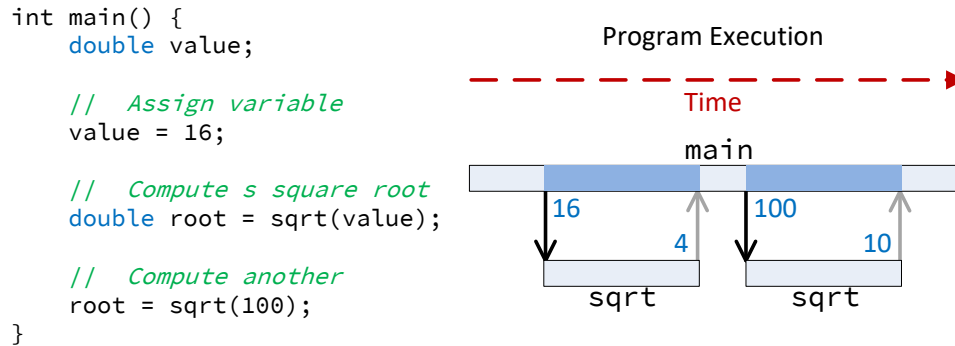 int main() {
    double value;
    //  Assign variable
    value = 16;
    //  Compute s square root
    double root = sqrt(value);
    //  Compute another
    root = sqrt(100);
}
Program Execution
Time
main
16
4
100
10
sqrt
sqrt